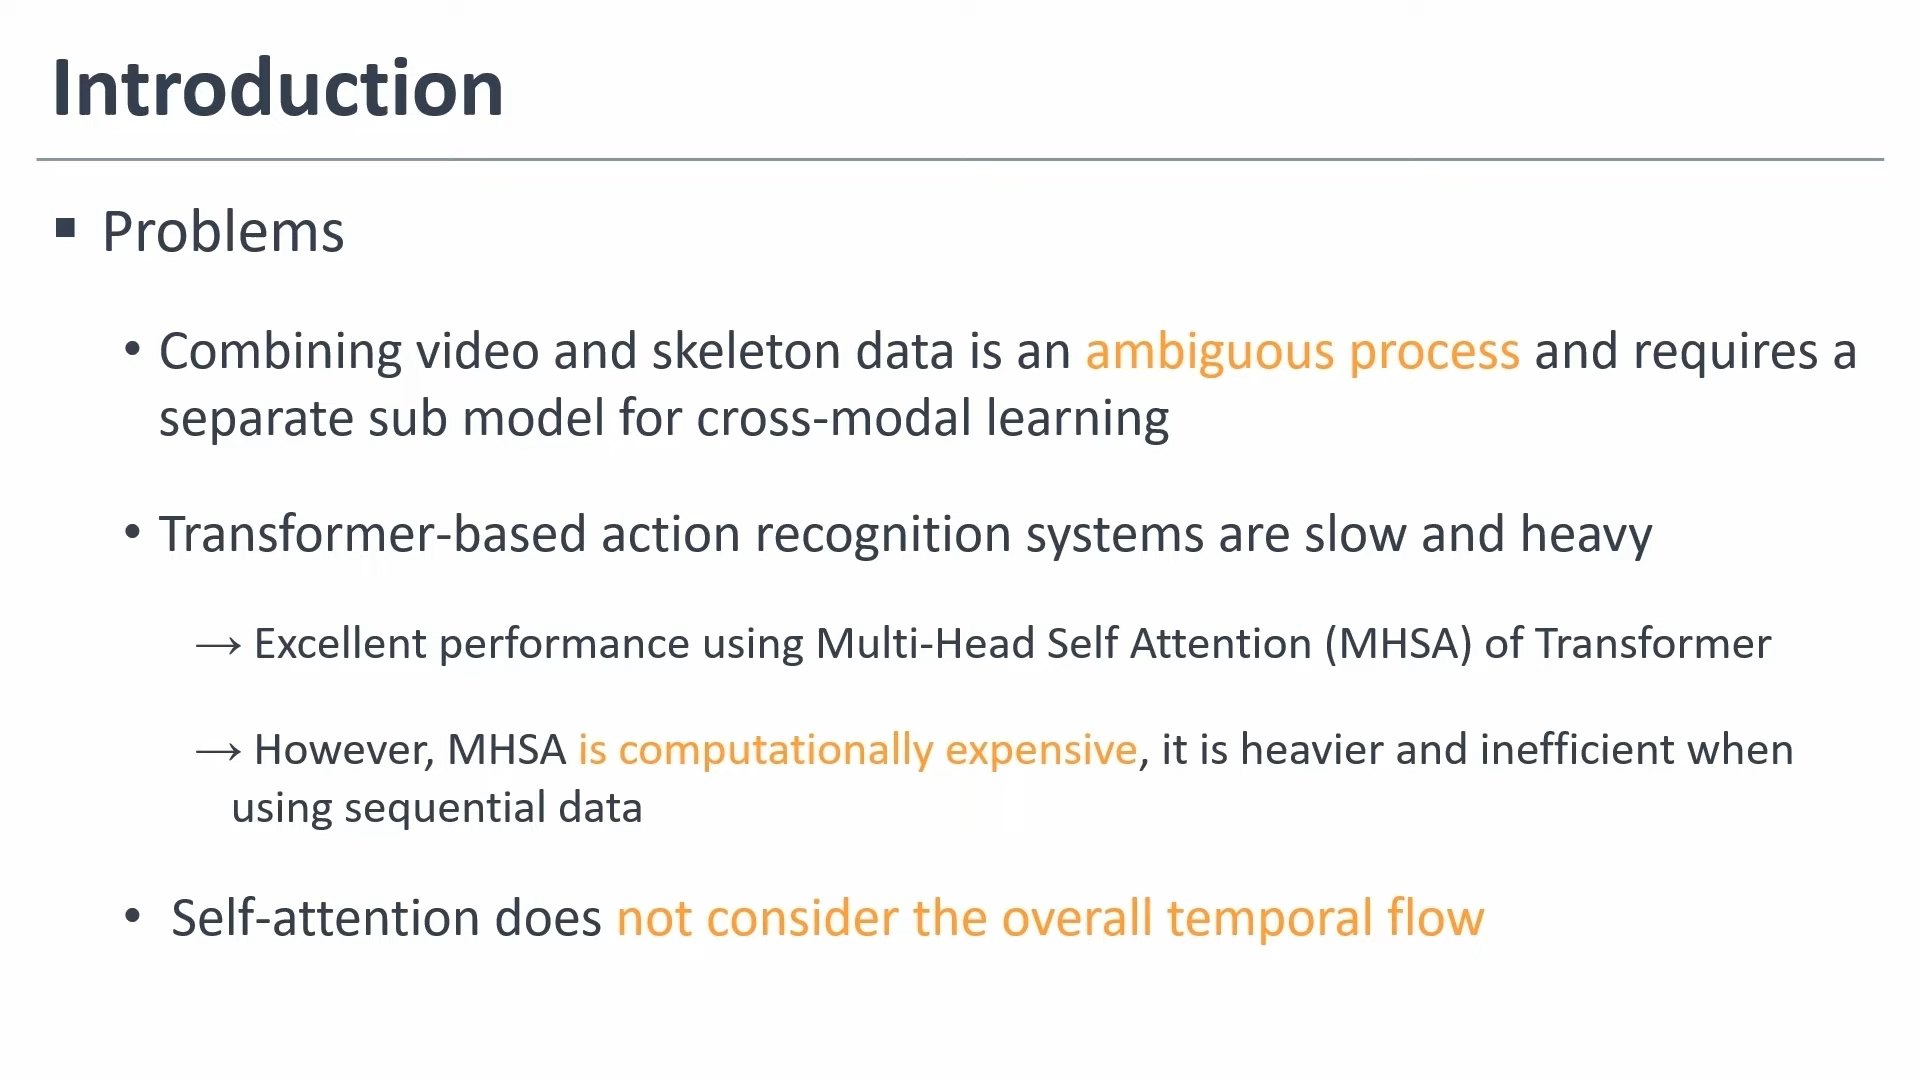 Introduction
▪ Problems
• Combining video and skeleton data is an ambiguous process and requires a
separate sub model for cross-modal learning
• Transformer-based action recognition systems are slow and heavy
→ Excellent performance using Multi-Head Self Attention (MHSA) of Transformer
→ However, MHSA is computationally expensive, it is heavier and inefficient when
using sequential data
• Self-attention does not consider the overall temporal flow